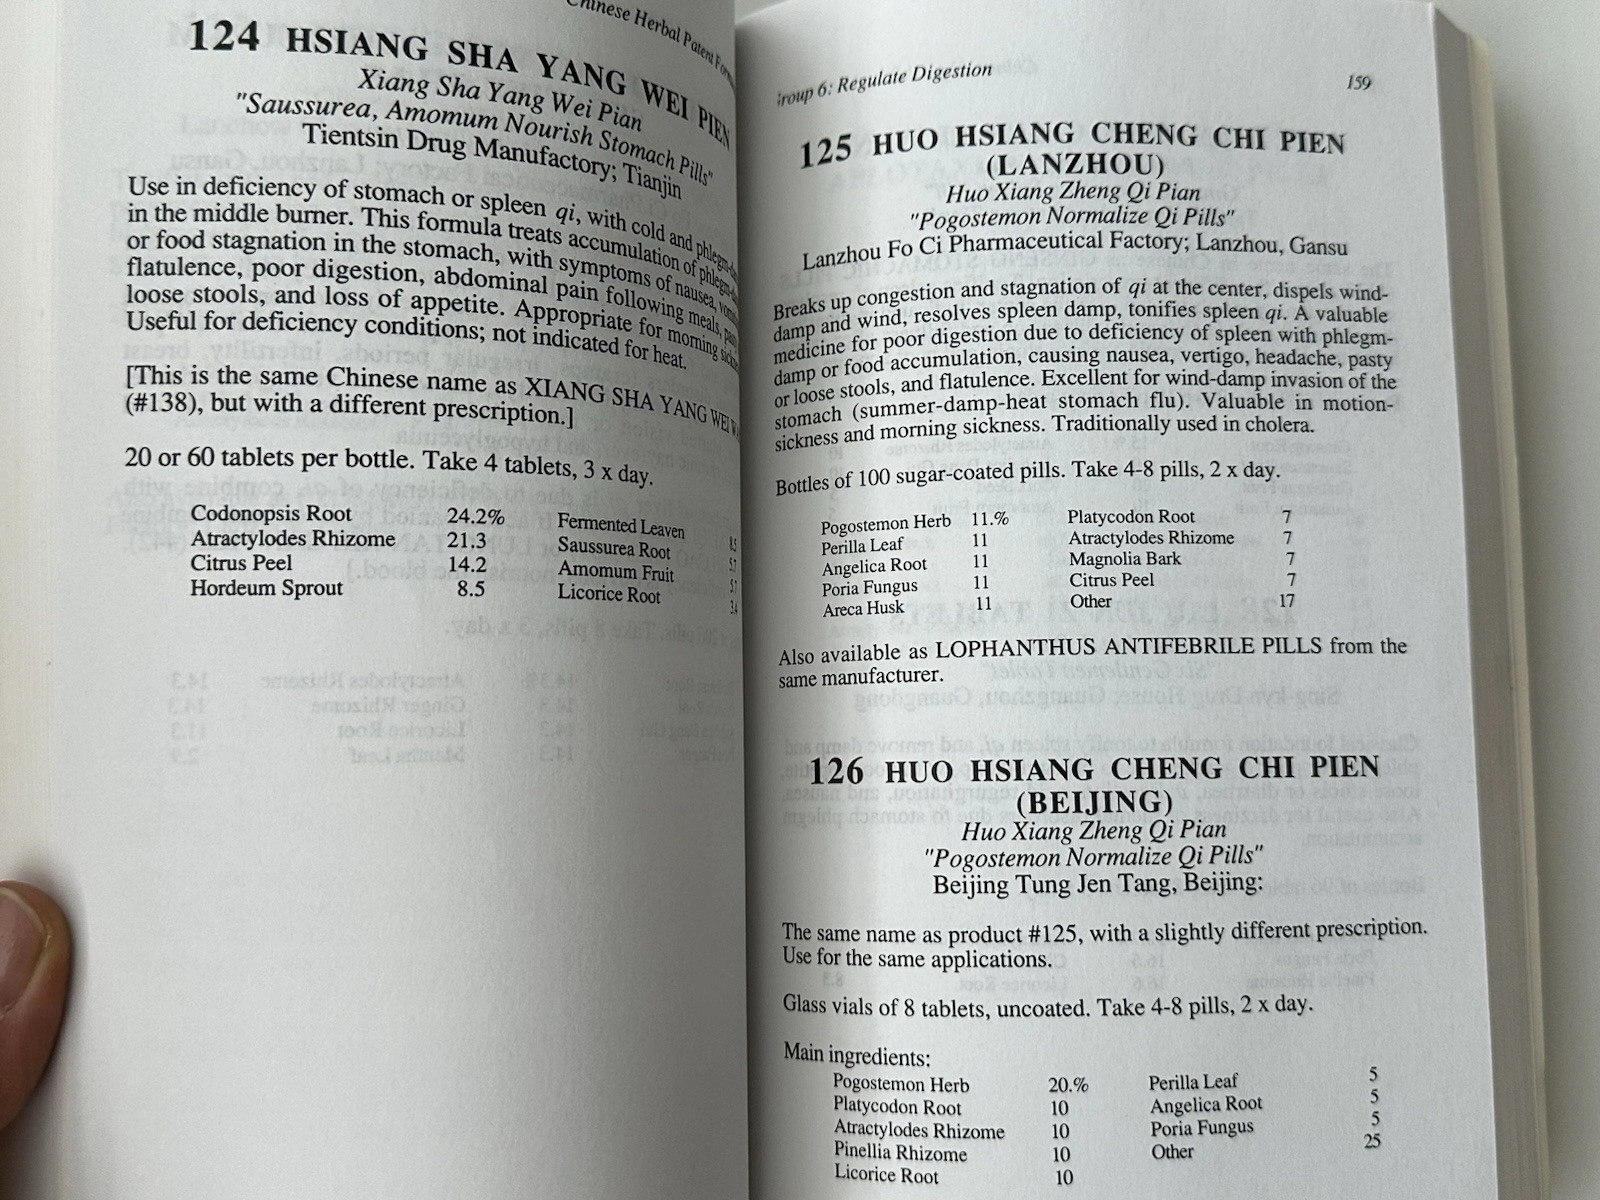 Chinese Herbal Patent
124 HSIANG SHA YANG WEI PIEN
Xiang Sha Yang Wei Pian
"Saussurea, Amomum Nourish Stomach Pills"
Tientsin Drug Manufactory; Tianjin
Use in deficiency of stomach or spleen qi, with cold and
in the middle burner. This formula treats accumulation of
or food stagnation in the stomach, with symptoms of nausea,
flatulence, poor digestion, abdominal pain following meals,
loose stools, and loss of appetite. Appropriate for morning
Useful for deficiency conditions; not indicated for heat.
[This is the same Chinese name as XIANG SHA YANG WEI
(#138), but with a different prescription.]
20 or 60 tablets per bottle. Take 4 tablets, 3 x day.
Codonopsis Root 24.2% Fermented Leaven 8.5
Atractylodes Rhizome 21.3 Saussurea Root 5.7
Citrus Peel 14.2 Amomum Fruit 5.7
Hordeum Sprout 8.5 Licorice Root 3.4
6: Regulate Digestion 159
125 HUO HSIANG CHENG CHI PIEN
(LANZHOU)
Huo Xiang Zheng Qi Pian
"Pogostemon Normalize Qi Pills"
Lanzhou Fo Ci Pharmaceutical Factory; Lanzhou, Gansu
Breaks up congestion and stagnation of qi at the center, dispels wind-
damp and wind, resolves spleen damp, tonifies spleen qi. A valuable
medicine for poor digestion due to deficiency of spleen with phlegm-
damp or food accumulation, causing nausea, vertigo, headache, pasty
or loose stools, and flatulence. Excellent for wind-damp invasion of the
stomach (summer-damp-heat stomach flu). Valuable in motion-
sickness and morning sickness. Traditionally used in cholera.
Bottles of 100 sugar-coated pills. Take 4-8 pills, 2 x day.
Pogostemon Herb 11.% Platycodon Root 7
Perilla Leaf 11 Atractylodes Rhizome 7
Angelica Root 11 Magnolia Bark 7
Poria Fungus 11 Citrus Peel 7
Areca Husk 11 Other 17
Also available as LOPHANTHUS ANTIFEBRILE PILLS from the
same manufacturer.
126 HUO HSIANG CHENG CHI PIEN
(BEIJING)
Huo Xiang Zheng Qi Pian
"Pogostemon Normalize Qi Pills"
Beijing Tung Jen Tang, Beijing:
The same name as product #125, with a slightly different prescription.
Use for the same applications.
Glass vials of 8 tablets, uncoated. Take 4-8 pills, 2 x day.
Main ingredients:
Pogostemon Herb 20.% Perilla Leaf 5
Platycodon Root 10 Angelica Root 5
Atractylodes Rhizome 10 Poria Fungus 5
Pinellia Rhizome 10 Other 25
Licorice Root 10